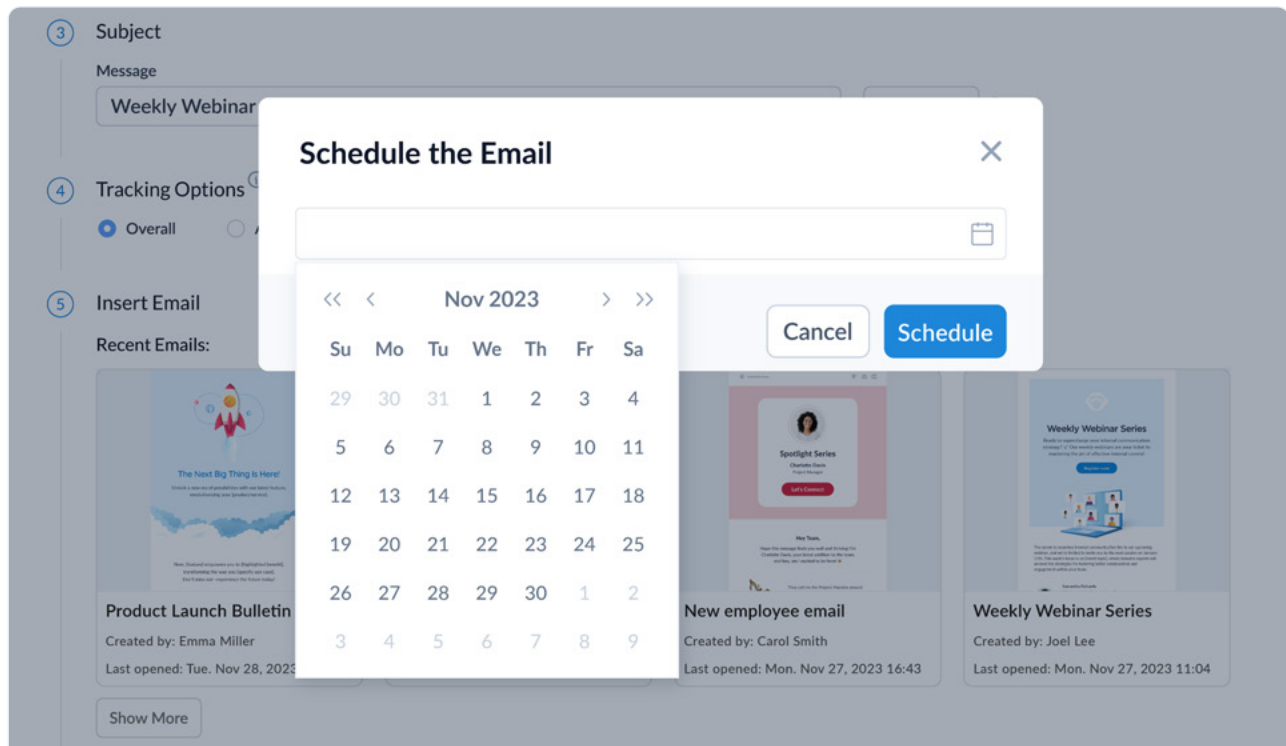 3 Subject
Message
Weekly Webinar
Schedule the Email
4 Tracking Options
Overall
Nov 2023
Cancel Schedule
5 Insert Email
Recent Emails:
Su Mo Tu We Th Fr Sa
29 30 31 1 2 3 4
5 6 7 8 9 10 11
12 13 14 15 16 17 18
19 20 21 22 23 24 25
26 27 28 29 30 1 2
3 4 5 6 7 8 9
The Next Big Thing Is Here!
Product Launch Bulletin
Created by: Emma Miller
Last opened: Tue. Nov 28, 2023
Spotlight Series
Charlotte Davis
Project Manager
Let's Connect
Hey Team,
New employee email
Created by: Carol Smith
Last opened: Mon. Nov 27, 2023 16:43
Weekly Webinar Series
Register now
Weekly Webinar Series
Created by: Joel Lee
Last opened: Mon. Nov 27, 2023 11:04
Show More